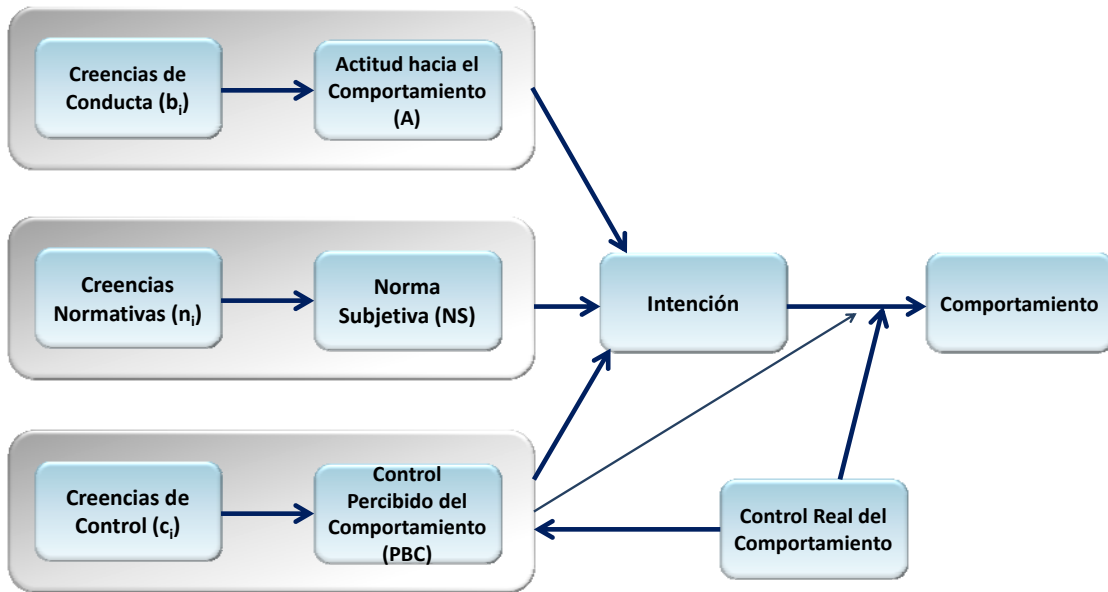 Creencias de
Conducta (bi)
Actitud hacia el
Comportamiento
(A)
Creencias
Normativas (ni)
Norma
Subjetiva (NS)
Intención
Comportamiento
Creencias de
Control (ci)
Control
Percibido del
Comportamiento
(PBC)
Control Real del
Comportamiento